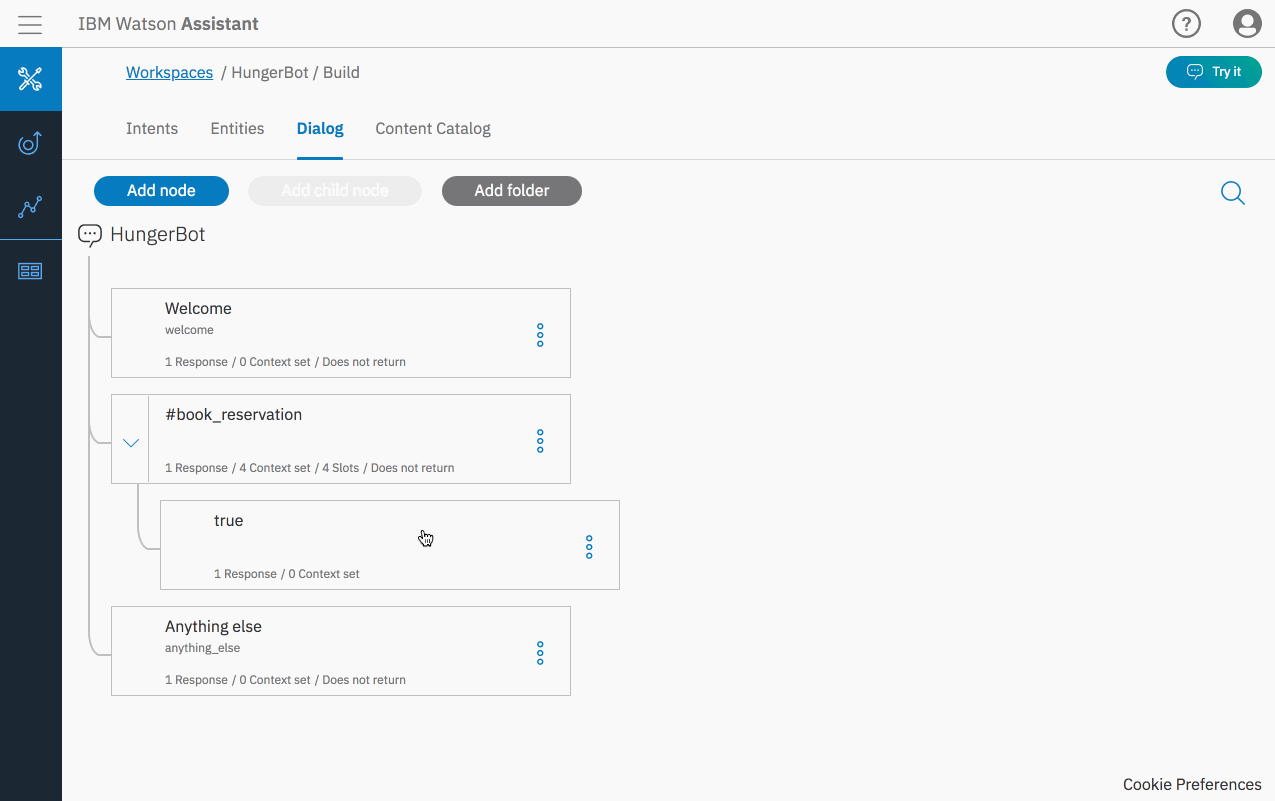 IBM Watson Assistant
?
Workspaces / HungerBot / Build
Try it
Intents Entities Dialog Content Catalog
Add node Add child node Add folder
HungerBot
Welcome
welcome
1 Response / 0 Context set / Does not return
#book_reservation
1 Response / 4 Context set / 4 Slots / Does not return
true
1 Response / 0 Context set
Anything else
anything_else
1 Response / 0 Context set / Does not return
Cookie Preferences